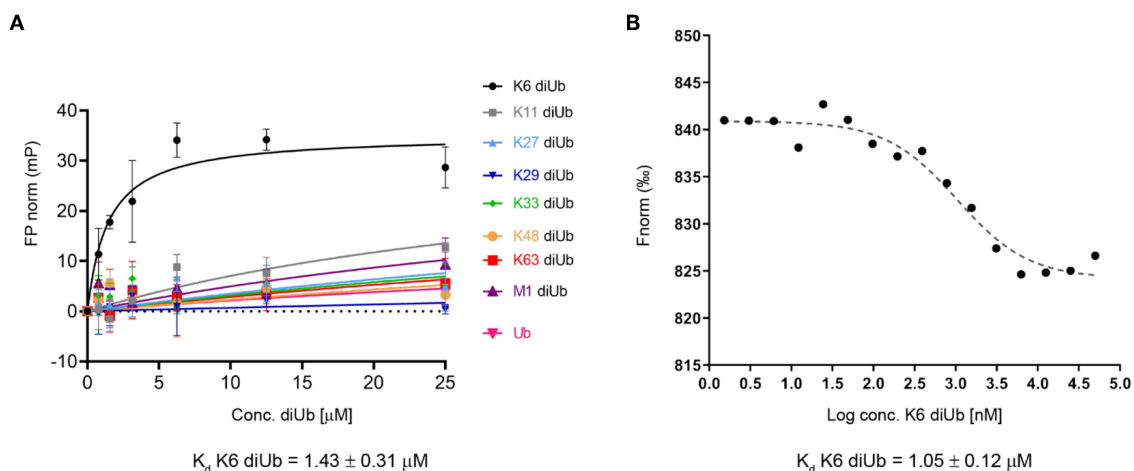 A
FP norm (mP)
40
30
20
10
0
-10
0
5
10
15
20
25
Conc. diUb [μM]
K6 diUb
K11 diUb
K27 diUb
K29 diUb
K33 diUb
K48 diUb
K63 diUb
M1 diUb
Ub
Kd K6 diUb = 1.43 ± 0.31 μM
B
Fnorm (‰)
850
845
840
835
830
825
820
815
0.0
0.5
1.0
1.5
2.0
2.5
3.0
3.5
4.0
4.5
5.0
Log conc. K6 diUb [nM]
Kd K6 diUb = 1.05 ± 0.12 μM